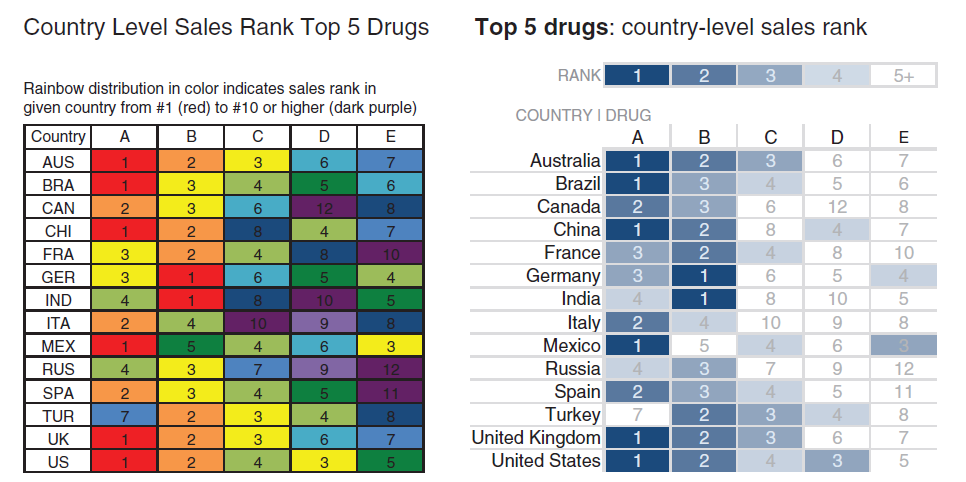 Country Level Sales Rank Top 5 Drugs
Rainbow distribution in color indicates sales rank in
given country from #1 (red) to #10 or higher (dark purple)
Country A B C D E
AUS 1 2 3 6 7
BRA 1 3 4 5 6
CAN 2 3 6 12 8
CHI 1 2 8 4 7
FRA 3 2 4 8 10
GER 3 1 6 5 4
IND 4 1 8 10 5
ITA 2 4 10 9 8
MEX 1 5 4 6 3
RUS 4 3 7 9 12
SPA 2 3 4 5 11
TUR 7 2 3 4 8
UK 1 2 3 6 7
US 1 2 4 3 5
Top 5 drugs: country-level sales rank
RANK 1 2 3 4 5+
COUNTRY | DRUG
A B C D E
Australia 1 2 3 6 7
Brazil 1 3 4 5 6
Canada 2 3 6 12 8
China 1 2 8 4 7
France 3 2 4 8 10
Germany 3 1 6 5 4
India 4 1 8 10 5
Italy 2 4 10 9 8
Mexico 1 5 4 6 3
Russia 4 3 7 9 12
Spain 2 3 4 5 11
Turkey 7 2 3 4 8
United Kingdom 1 2 3 6 7
United States 1 2 4 3 5